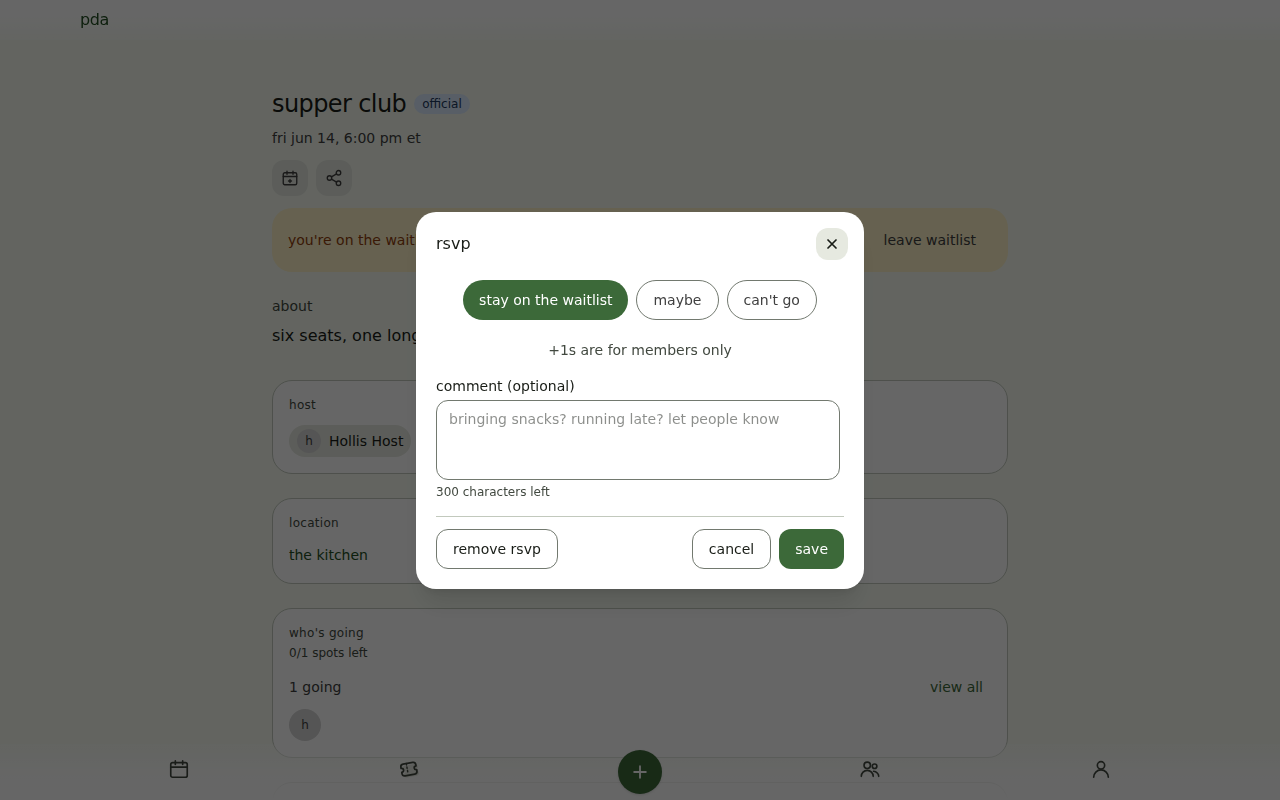 pda
supper club official
fri jun 14, 6:00 pm et
you're on the wait
leave waitlist
about
six seats, one long
host
h Hollis Host
location
the kitchen
who's going
0/1 spots left
1 going
view all
h
rsvp
stay on the waitlist
maybe
can't go
+1s are for members only
comment (optional)
bringing snacks? running late? let people know
300 characters left
remove rsvp
cancel
save